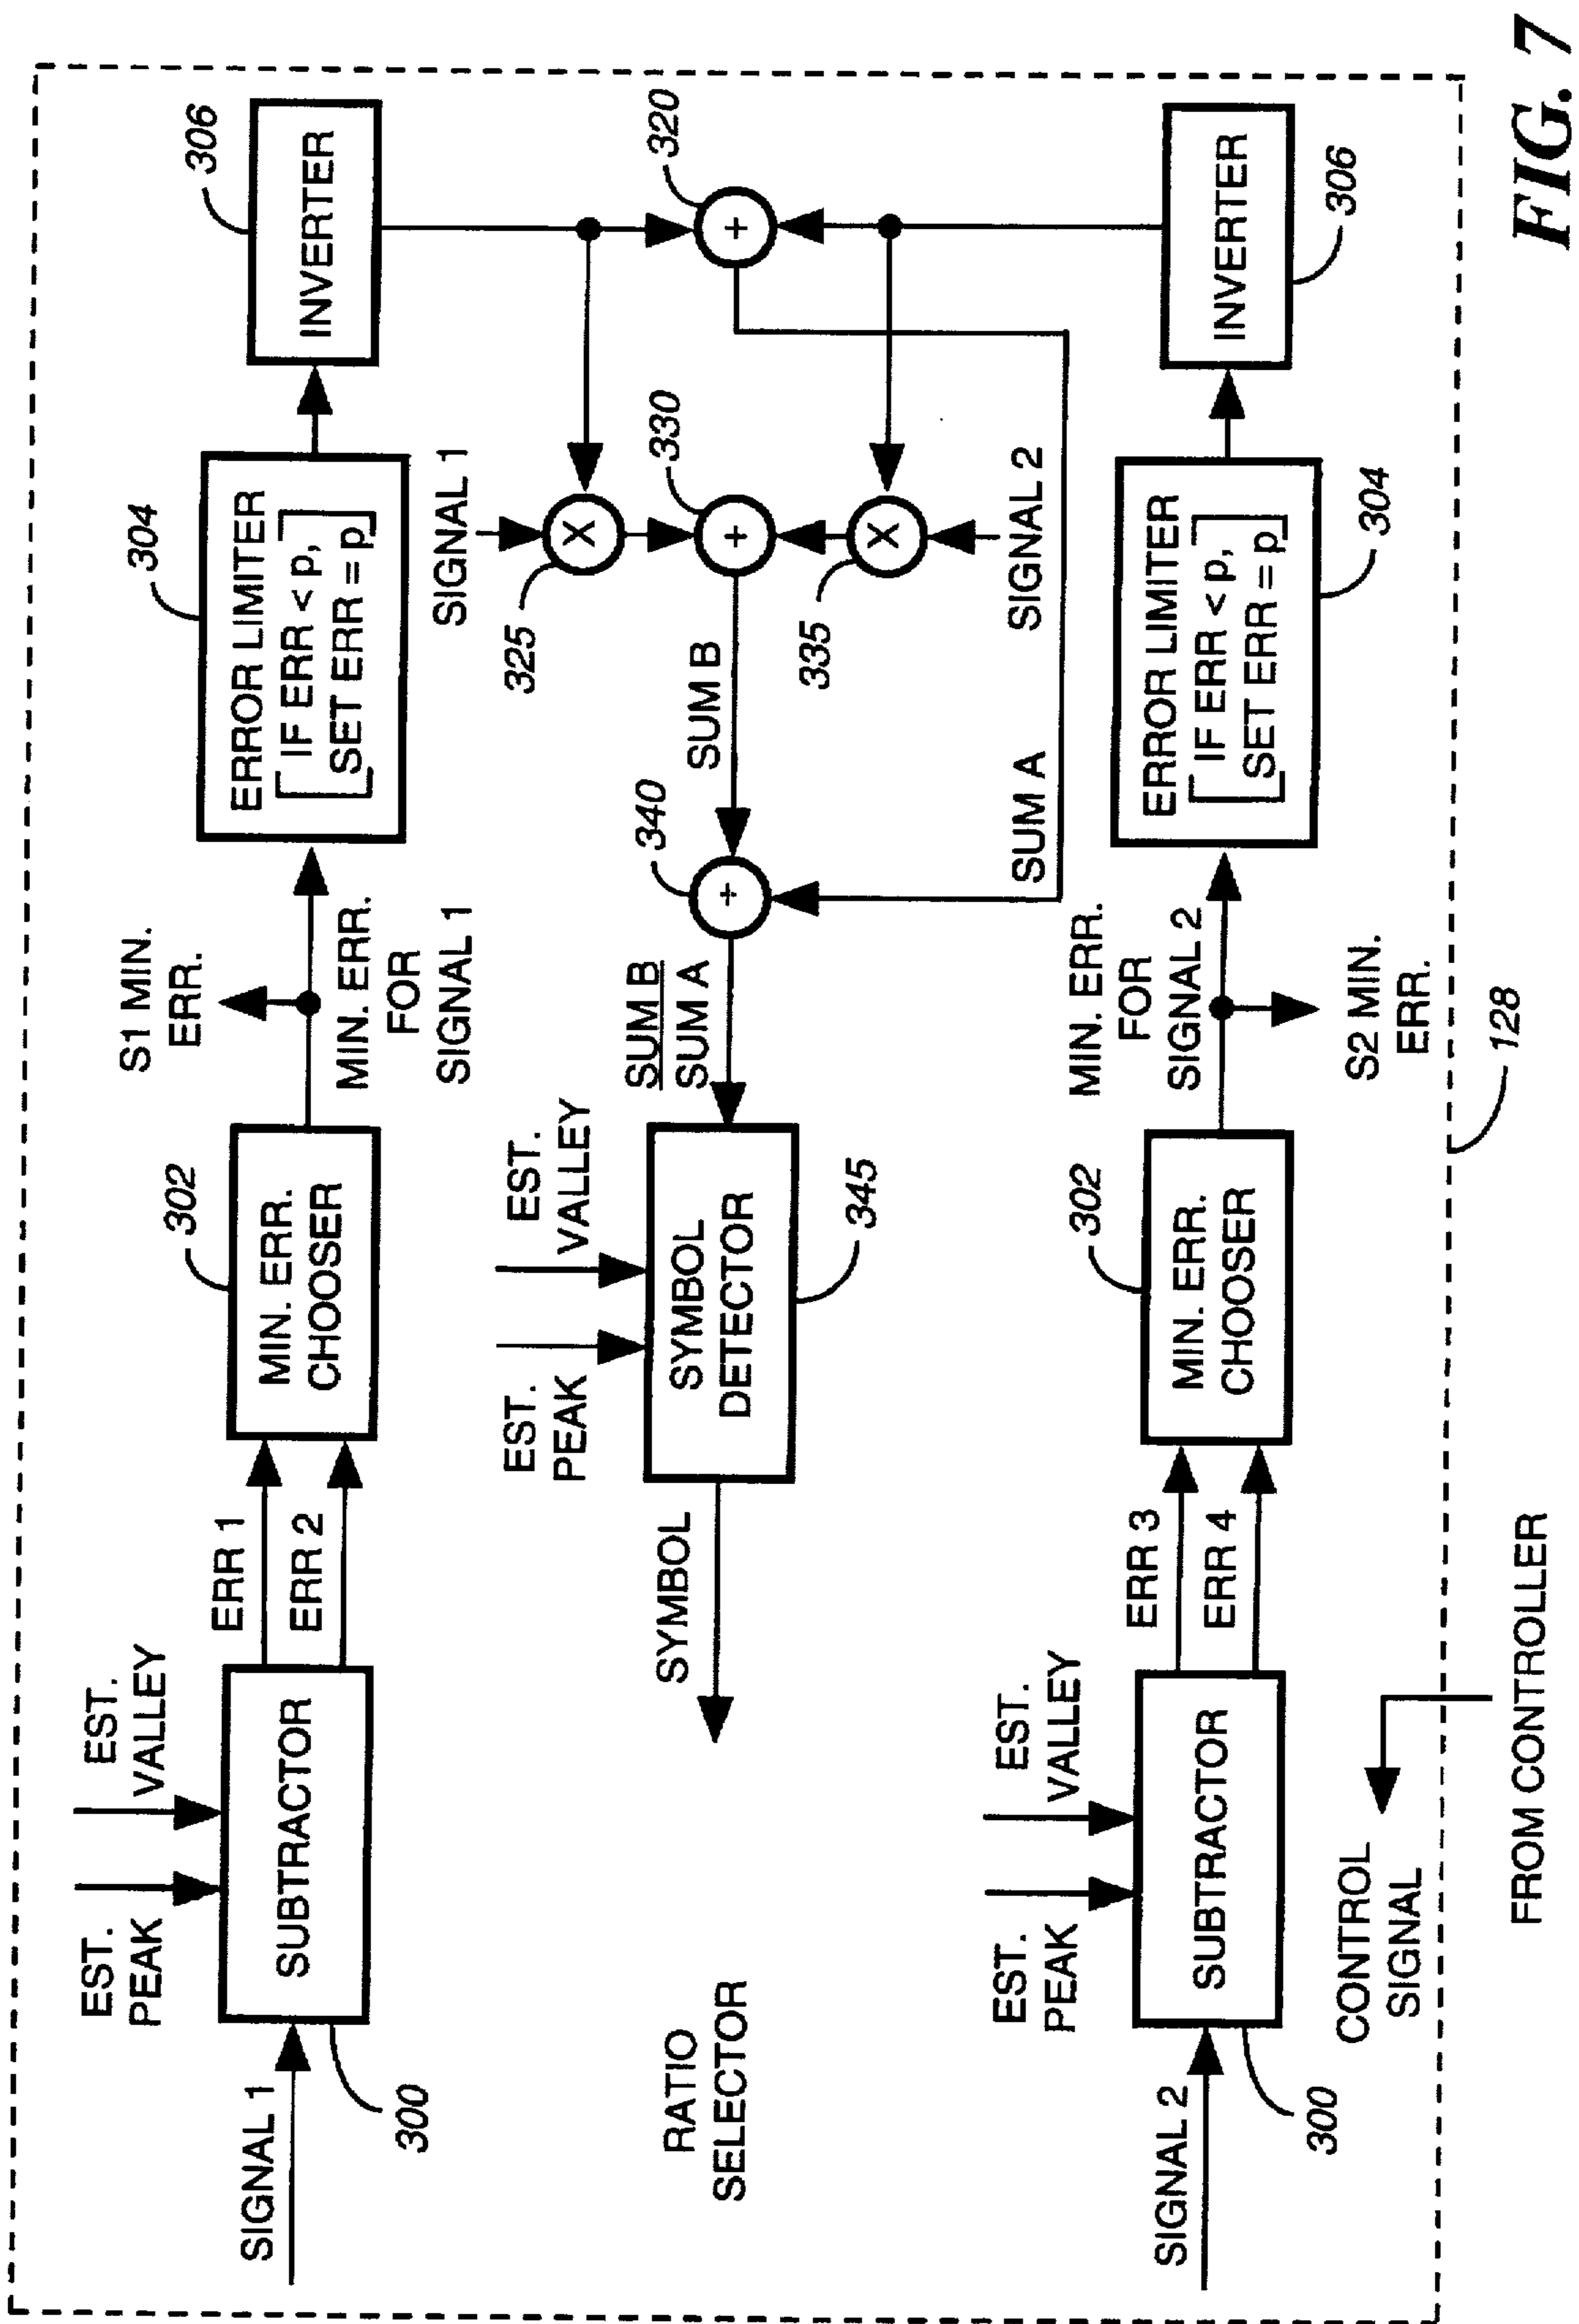 EST.
PEAK
EST.
VALLEY
SIGNAL 1
300
SUBTRACTOR
ERR 1
ERR 2
302
MIN. ERR.
CHOOSER
S1 MIN.
ERR.
MIN. ERR.
FOR
SIGNAL 1
304
ERROR LIMITER
IF ERR < p,
SET ERR = p
306
INVERTER
RATIO
SELECTOR
SYMBOL
EST.
PEAK
EST.
VALLEY
SYMBOL
DETECTOR
345
SUM B
SUM A
340
+
SUM B
SIGNAL 1
325
X
330
+
335
X
SIGNAL 2
320
+
SUM A
EST.
PEAK
EST.
VALLEY
SIGNAL 2
300
SUBTRACTOR
ERR 3
ERR 4
302
MIN. ERR.
CHOOSER
MIN. ERR.
FOR
SIGNAL 2
S2 MIN.
ERR.
304
ERROR LIMITER
IF ERR < p,
SET ERR = p
306
INVERTER
CONTROL
SIGNAL
128
FROM CONTROLLER
FIG. 7